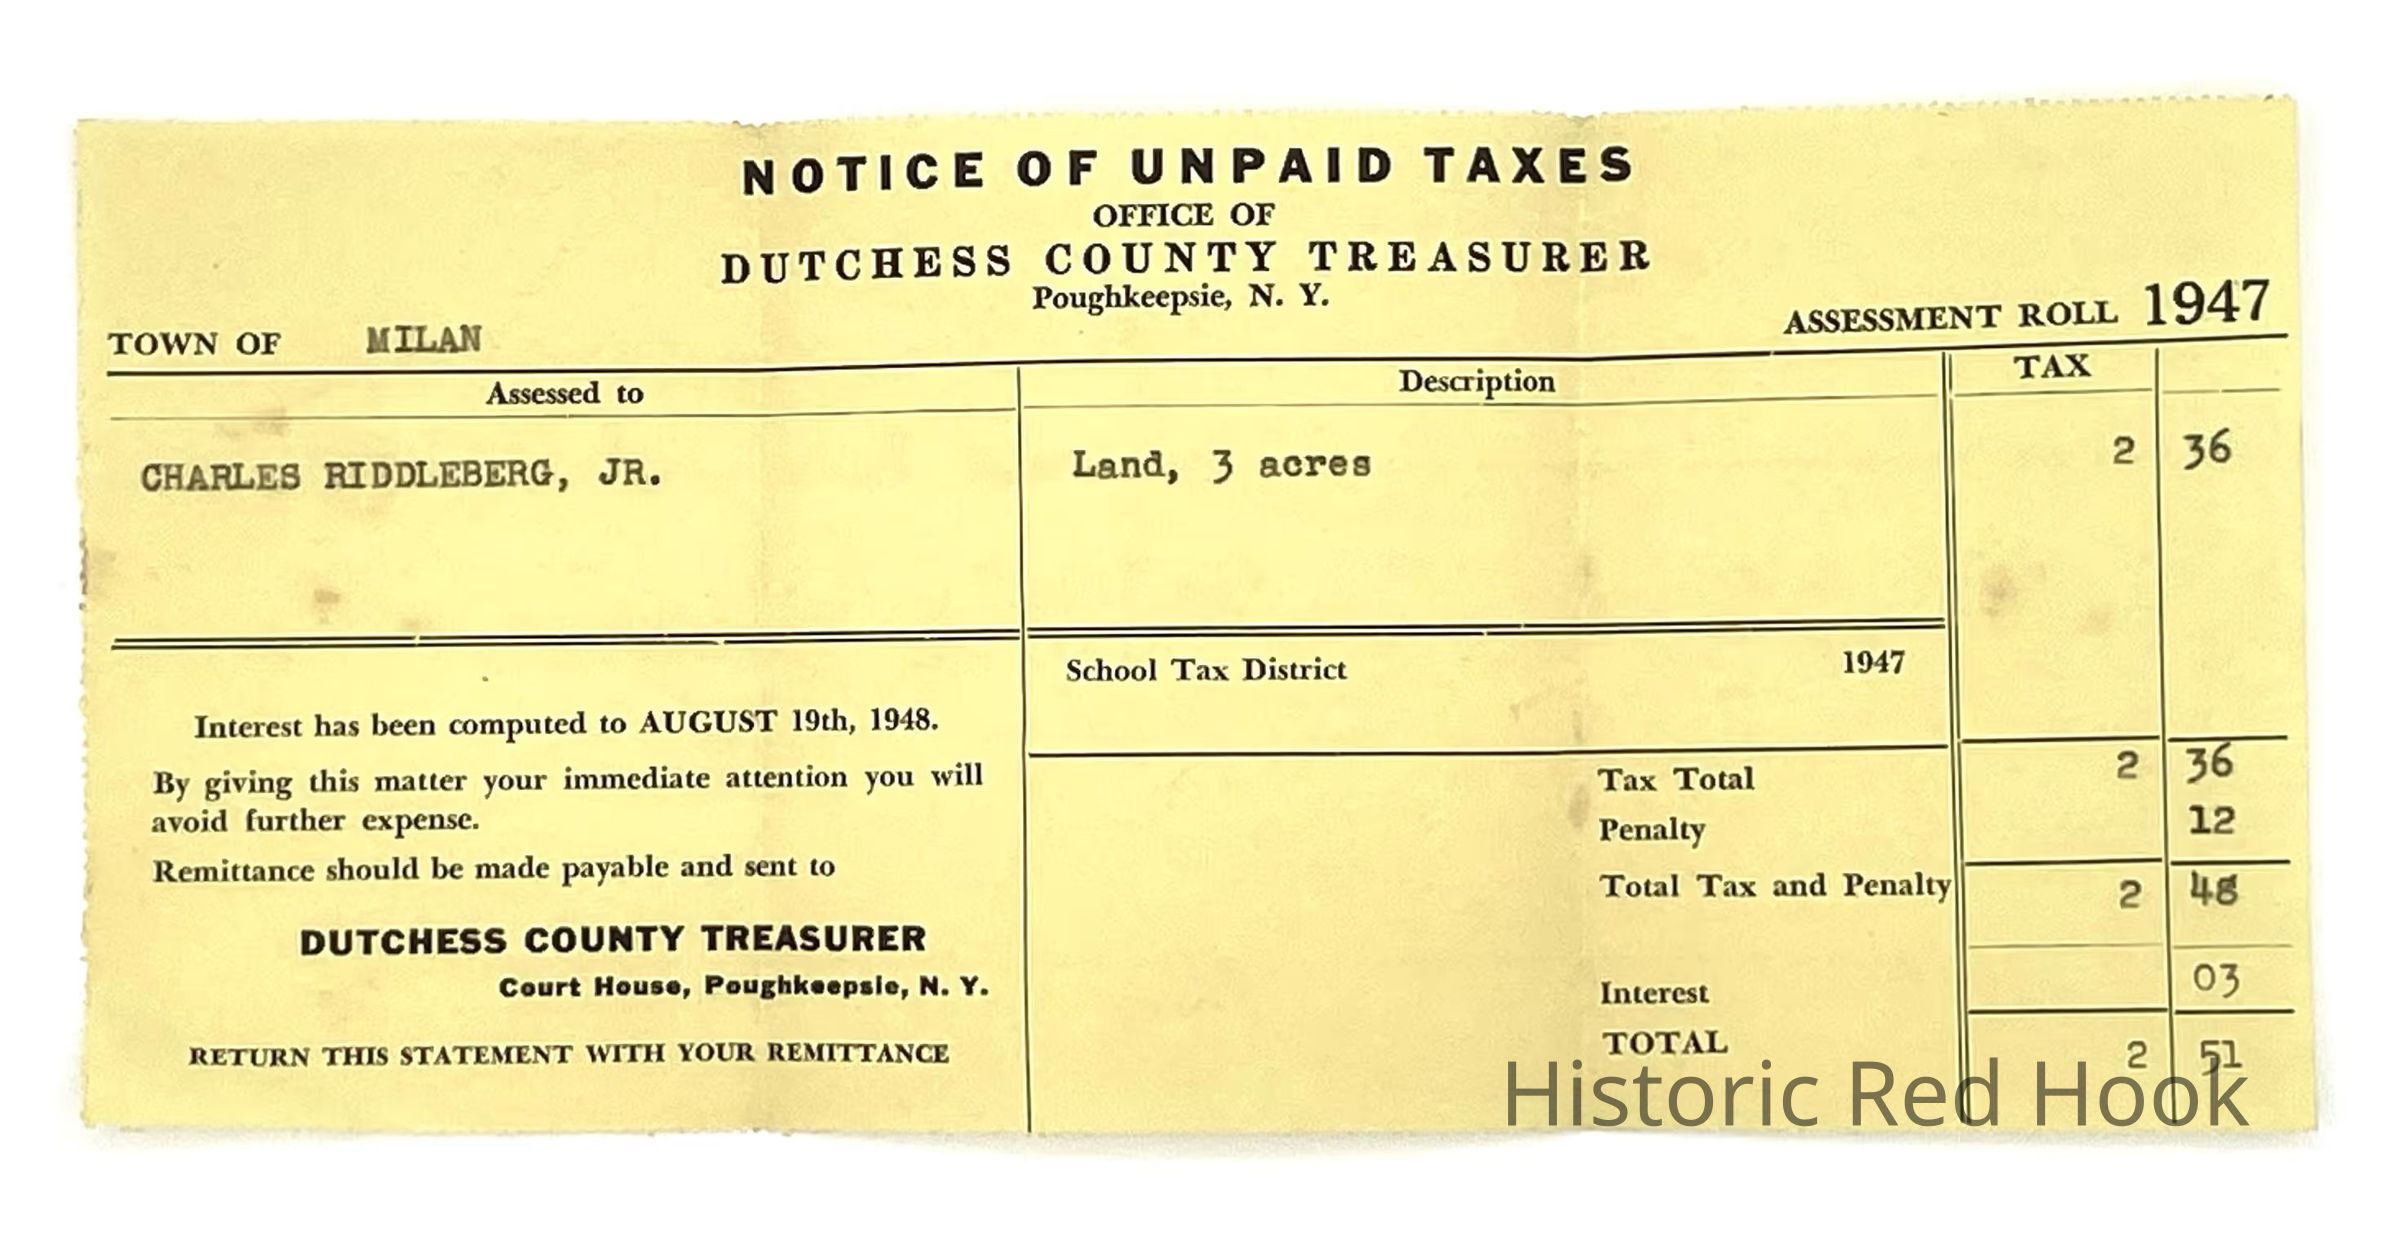 NOTICE OF UNPAID TAXES
OFFICE OF
DUTCHESS COUNTY TREASURER
Poughkeepsie, N. Y.
TOWN OF MILAN
ASSESSMENT ROLL 1947
Assessed to
Description
TAX
CHARLES RIDDLEBERG, JR.
Land, 3 acres
2 36
School Tax District 1947
Interest has been computed to AUGUST 19th, 1948.
By giving this matter your immediate attention you will
avoid further expense.
Remittance should be made payable and sent to
DUTCHESS COUNTY TREASURER
Court House, Poughkeepsie, N. Y.
RETURN THIS STATEMENT WITH YOUR REMITTANCE
Tax Total 2 36
Penalty 12
Total Tax and Penalty 2 48
Interest 03
TOTAL 2 51
Historic Red Hook